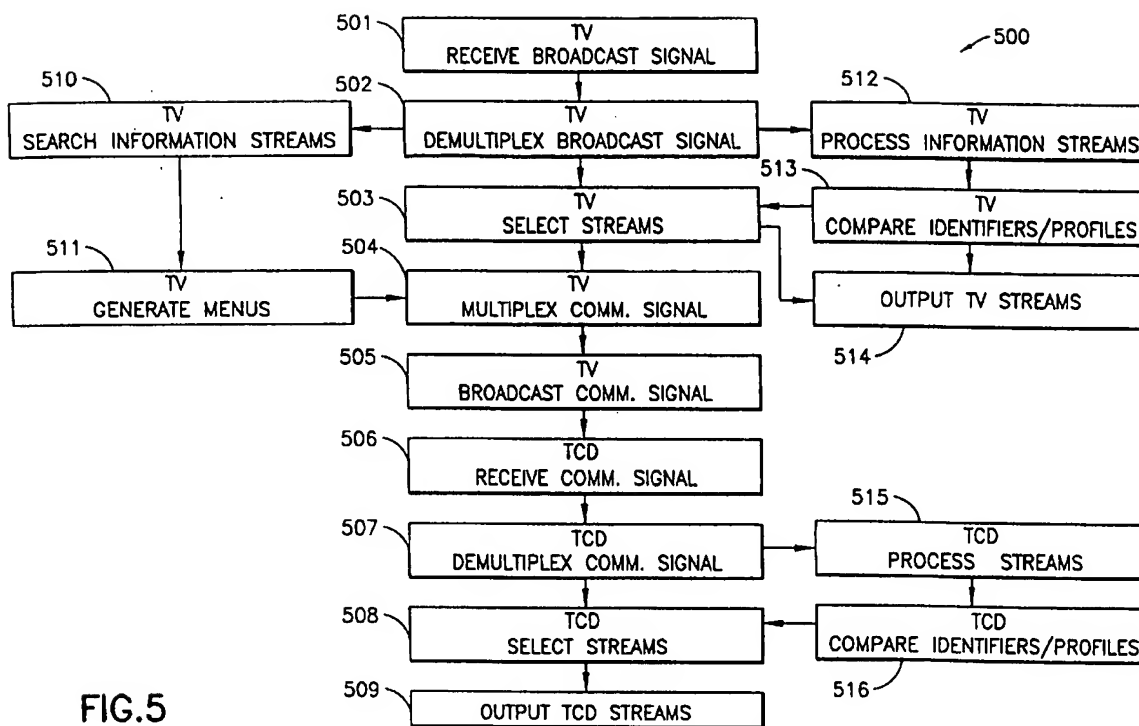 501
TV
RECEIVE BROADCAST SIGNAL
500
510
TV
SEARCH INFORMATION STREAMS
502
TV
DEMULTIPLEX BROADCAST SIGNAL
512
TV
PROCESS INFORMATION STREAMS
503
TV
SELECT STREAMS
513
TV
COMPARE IDENTIFIERS/PROFILES
511
TV
GENERATE MENUS
504
TV
MULTIPLEX COMM. SIGNAL
OUTPUT TV STREAMS
514
505
TV
BROADCAST COMM. SIGNAL
506
TCD
RECEIVE COMM. SIGNAL
507
TCD
DEMULTIPLEX COMM. SIGNAL
515
TCD
PROCESS STREAMS
508
TCD
SELECT STREAMS
TCD
COMPARE IDENTIFIERS/PROFILES
516
509
OUTPUT TCD STREAMS
FIG.5